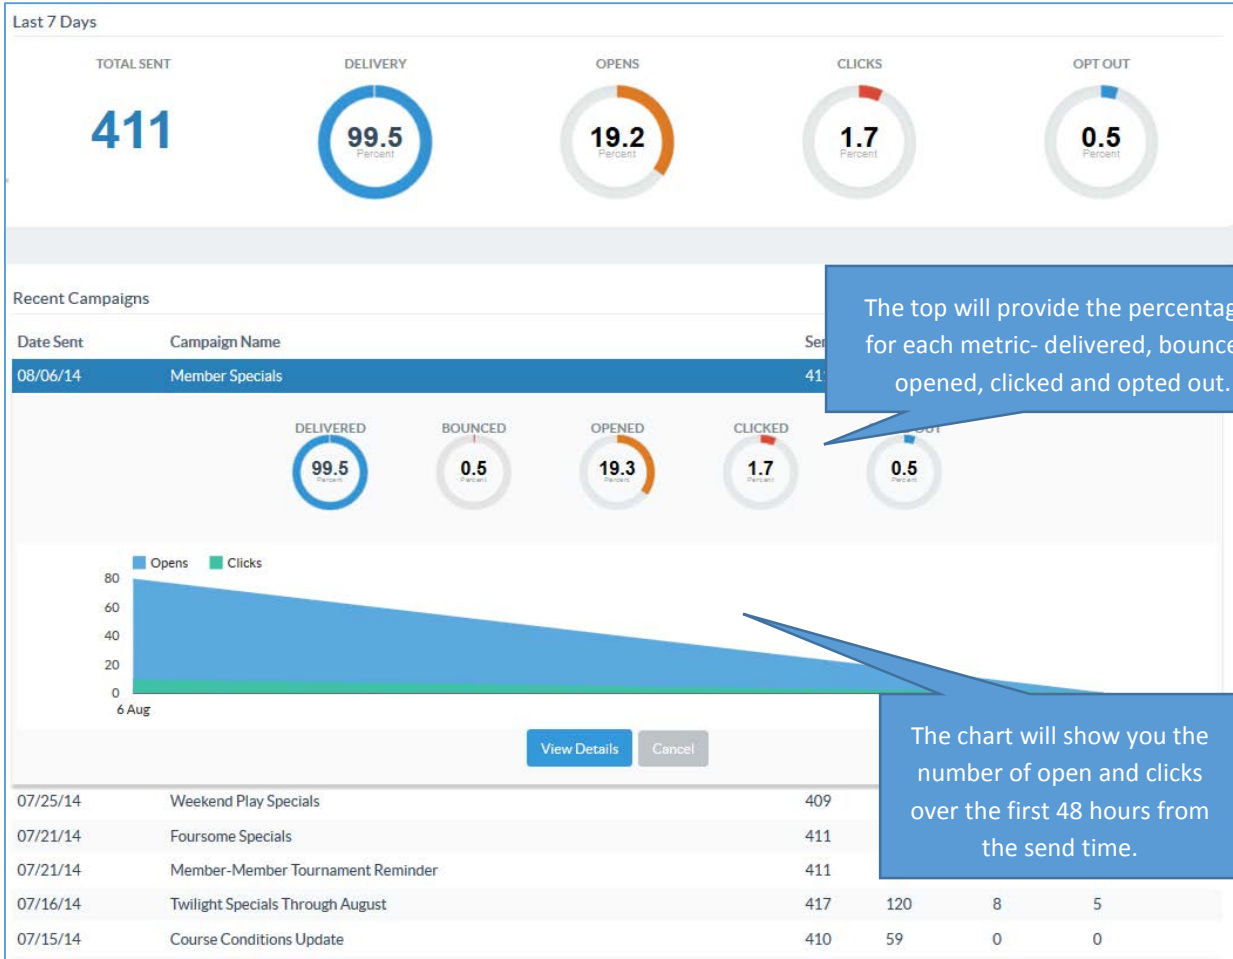 Last 7 Days
TOTAL SENT DELIVERY OPENS CLICKS OPT OUT
411 99.5 19.2 1.7 0.5
Percent Percent Percent Percent
Recent Campaigns
Date Sent Campaign Name
08/06/14 Member Specials
The top will provide the
for each metric- delivered,
opened, clicked and opted out.
DELIVERED BOUNCED OPENED CLICKED
99.5 0.5 19.3 1.7 0.5
Percent Percent Percent Percent Percent
Opens Clicks
80
60
40
20
0
6 Aug
View Details Cancel
The chart will show you the
number of open and clicks
over the first 48 hours from
the send time.
07/25/14 Weekend Play Specials 409
07/21/14 Foursome Specials 411
07/21/14 Member-Member Tournament Reminder 411
07/16/14 Twilight Specials Through August 417 120 8 5
07/15/14 Course Conditions Update 410 59 0 0